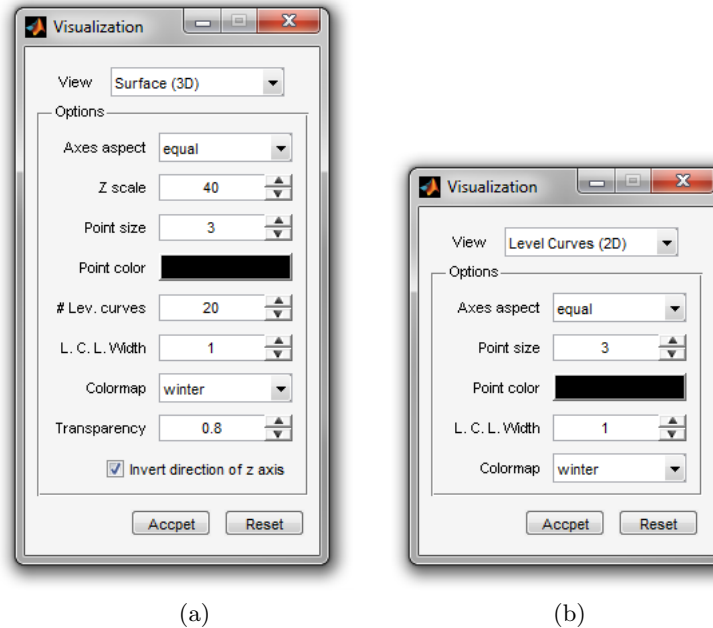 Visualization
View Surface (3D)
Options
Axes aspect equal
Z scale 40
Point size 3
Point color
# Lev. curves 20
L. C. L. Width 1
Colormap winter
Transparency 0.8
Invert direction of z axis
Accpet Reset
(a)
Visualization
View Level Curves (2D)
Options
Axes aspect equal
Point size 3
Point color
L. C. L. Width 1
Colormap winter
Accpet Reset
(b)